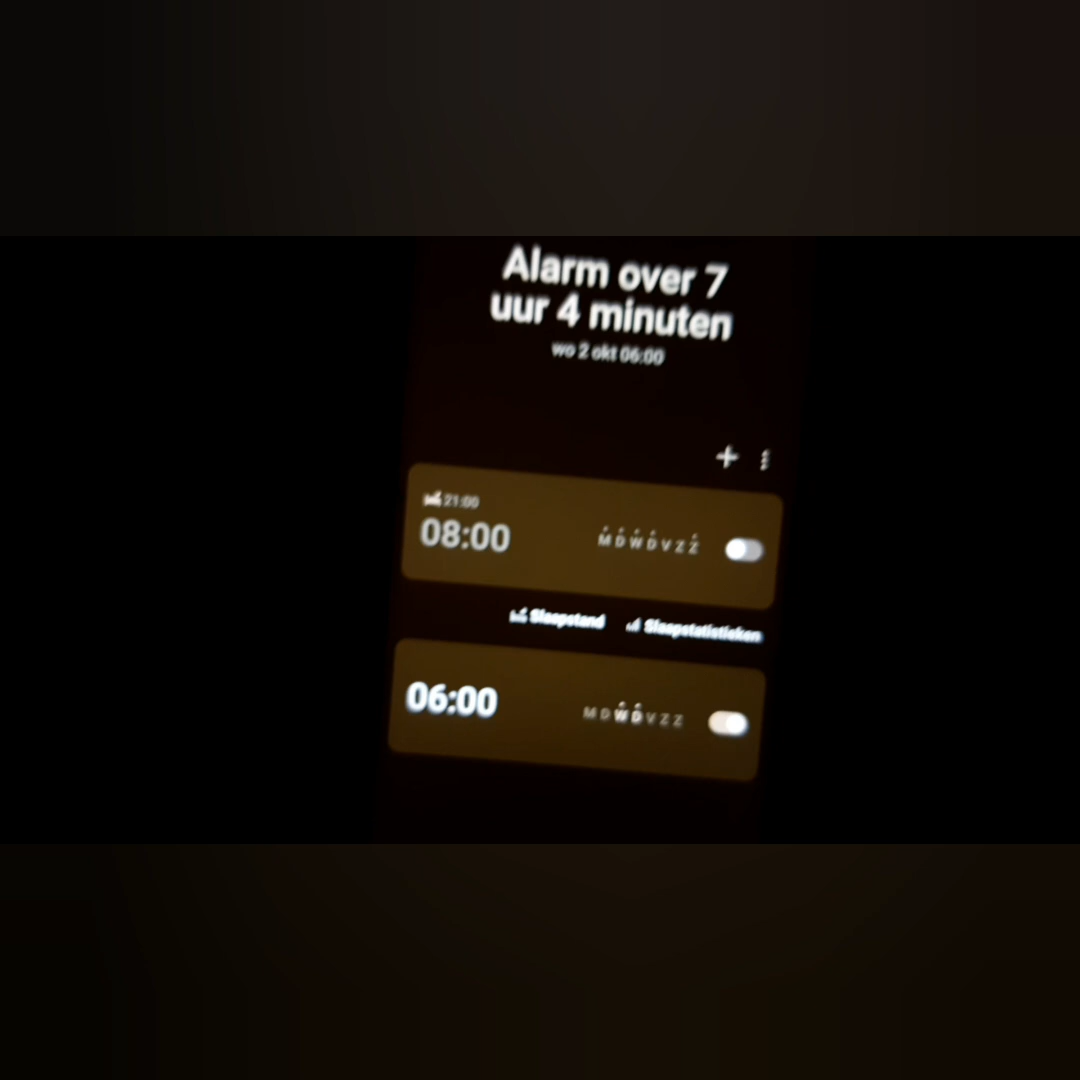 Alarm over 7
uur 4 minuten
wo 2 okt 06:00
+
21:00
08:00 M D W D V Z Z
Slaapstand Slaapstatistieken
06:00 M D W D V Z Z